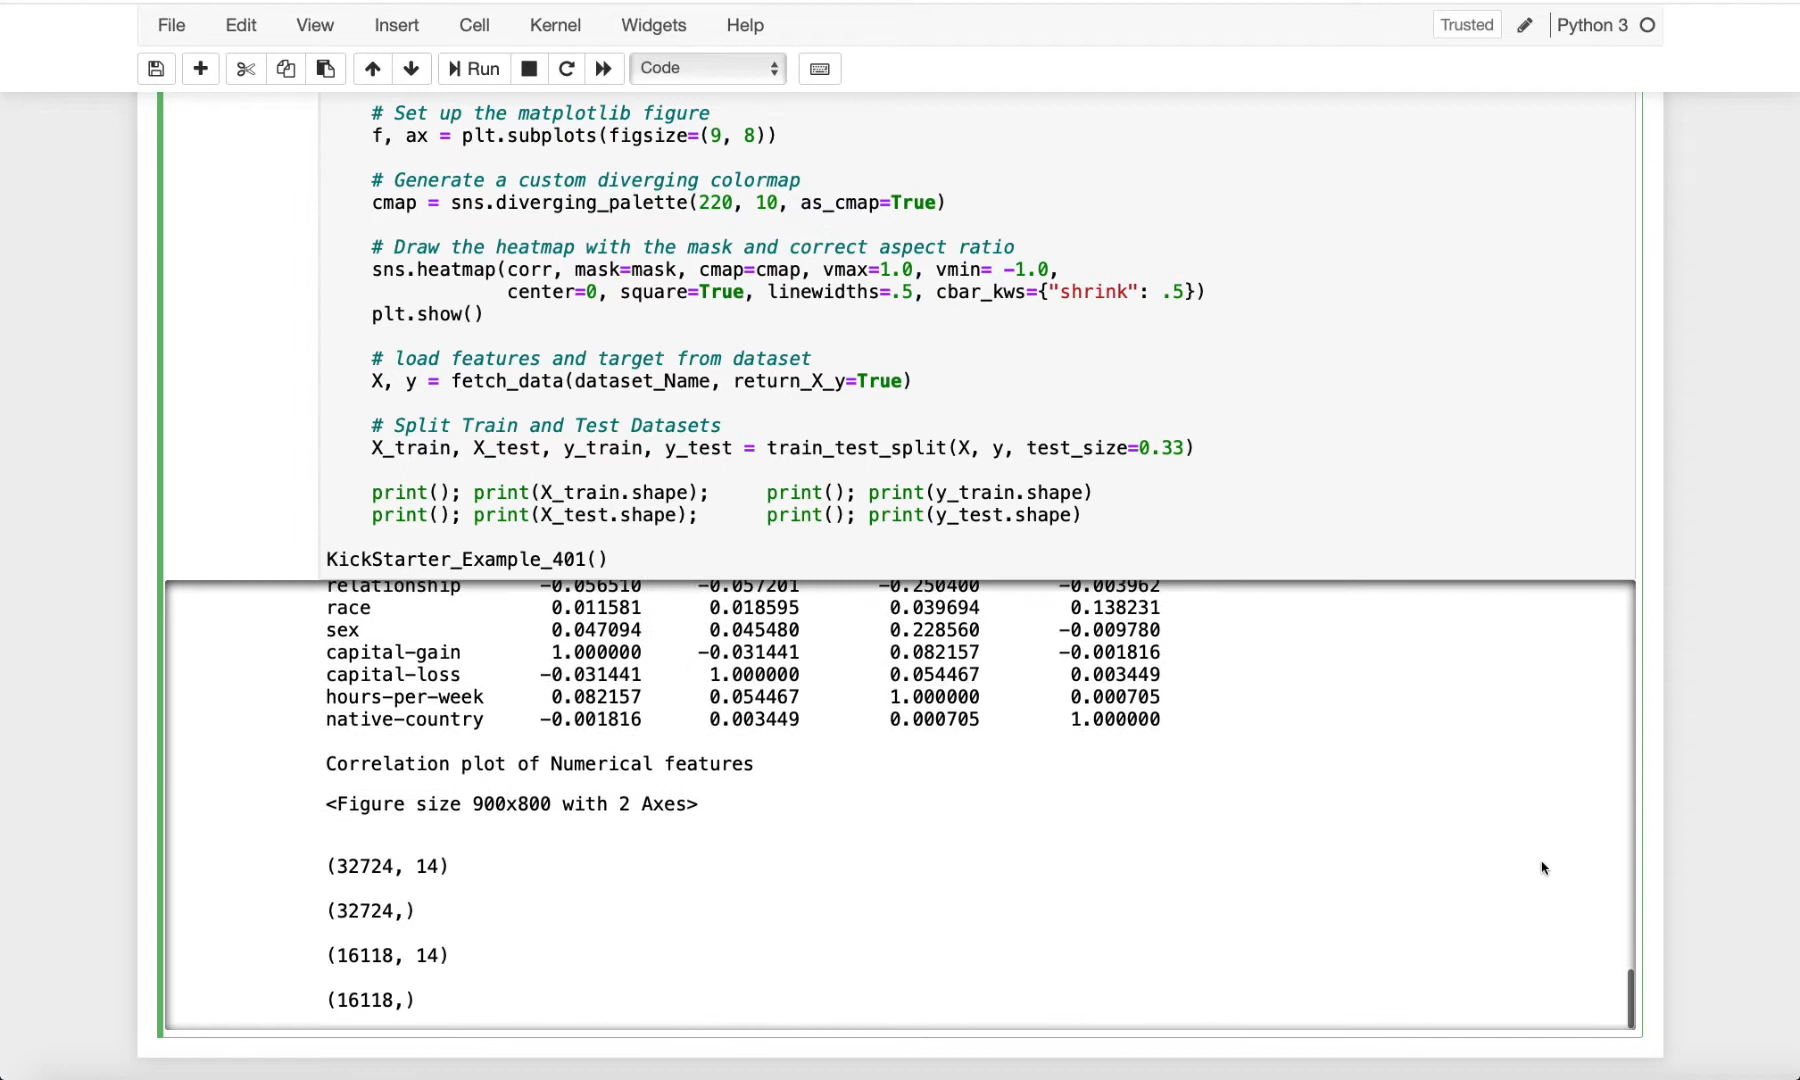 File Edit View Insert Cell Kernel Widgets Help Trusted Python 3
Run Code
# Set up the matplotlib figure
f, ax = plt.subplots(figsize=(9, 8))
# Generate a custom diverging colormap
cmap = sns.diverging_palette(220, 10, as_cmap=True)
# Draw the heatmap with the mask and correct aspect ratio
sns.heatmap(corr, mask=mask, cmap=cmap, vmax=1.0, vmin= -1.0,
center=0, square=True, linewidths=.5, cbar_kws={"shrink": .5})
plt.show()
# load features and target from dataset
X, y = fetch_data(dataset_Name, return_X_y=True)
# Split Train and Test Datasets
X_train, X_test, y_train, y_test = train_test_split(X, y, test_size=0.33)
print(); print(X_train.shape); print(); print(y_train.shape)
print(); print(X_test.shape); print(); print(y_test.shape)
KickStarter_Example_401()
relationship -0.056510 -0.057201 -0.250400 -0.003962
race 0.011581 0.018595 0.039694 0.138231
sex 0.047094 0.045480 0.228560 -0.009780
capital-gain 1.000000 -0.031441 0.082157 -0.001816
capital-loss -0.031441 1.000000 0.054467 0.003449
hours-per-week 0.082157 0.054467 1.000000 0.000705
native-country -0.001816 0.003449 0.000705 1.000000
Correlation plot of Numerical features
<Figure size 900x800 with 2 Axes>
(32724, 14)
(32724,)
(16118, 14)
(16118,)